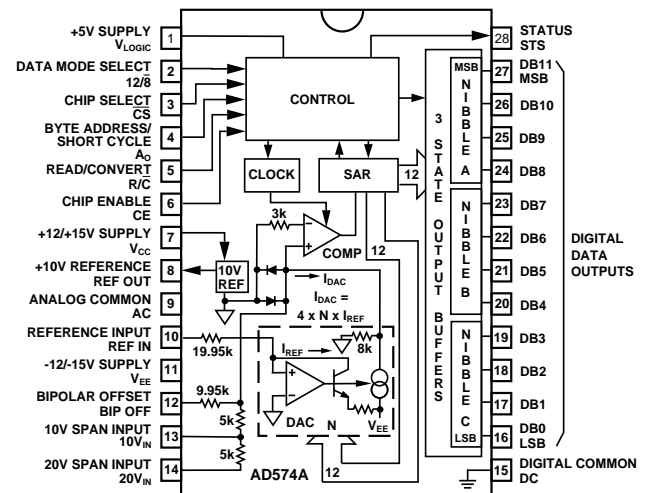 +5V SUPPLY
VLOGIC
1
DATA MODE SELECT
12/8̅
2
CHIP SELECT
C̅S̅
3
BYTE ADDRESS/
SHORT CYCLE
AO
4
READ/CONVERT
R/C̅
5
CHIP ENABLE
CE
6
+12/+15V SUPPLY
VCC
7
+10V REFERENCE
REF OUT
8
ANALOG COMMON
AC
9
REFERENCE INPUT
REF IN
10
-12/-15V SUPPLY
VEE
11
BIPOLAR OFFSET
BIP OFF
12
10V SPAN INPUT
10VIN
13
20V SPAN INPUT
20VIN
14
CONTROL
CLOCK
SAR
12
3k
COMP
12
10V
REF
IDAC
IDAC =
4 x N x IREF
19.95k
IREF
8k
9.95k
5k
5k
DAC
N
VEE
AD574A
12
3 STATE OUTPUT BUFFERS
MSB
NIBBLE A
NIBBLE B
NIBBLE C
LSB
28
STATUS
STS
27
DB11
MSB
26
DB10
25
DB9
24
DB8
23
DB7
22
DB6
21
DB5
20
DB4
19
DB3
18
DB2
17
DB1
16
DB0
LSB
15
DIGITAL COMMON
DC
DIGITAL
DATA
OUTPUTS